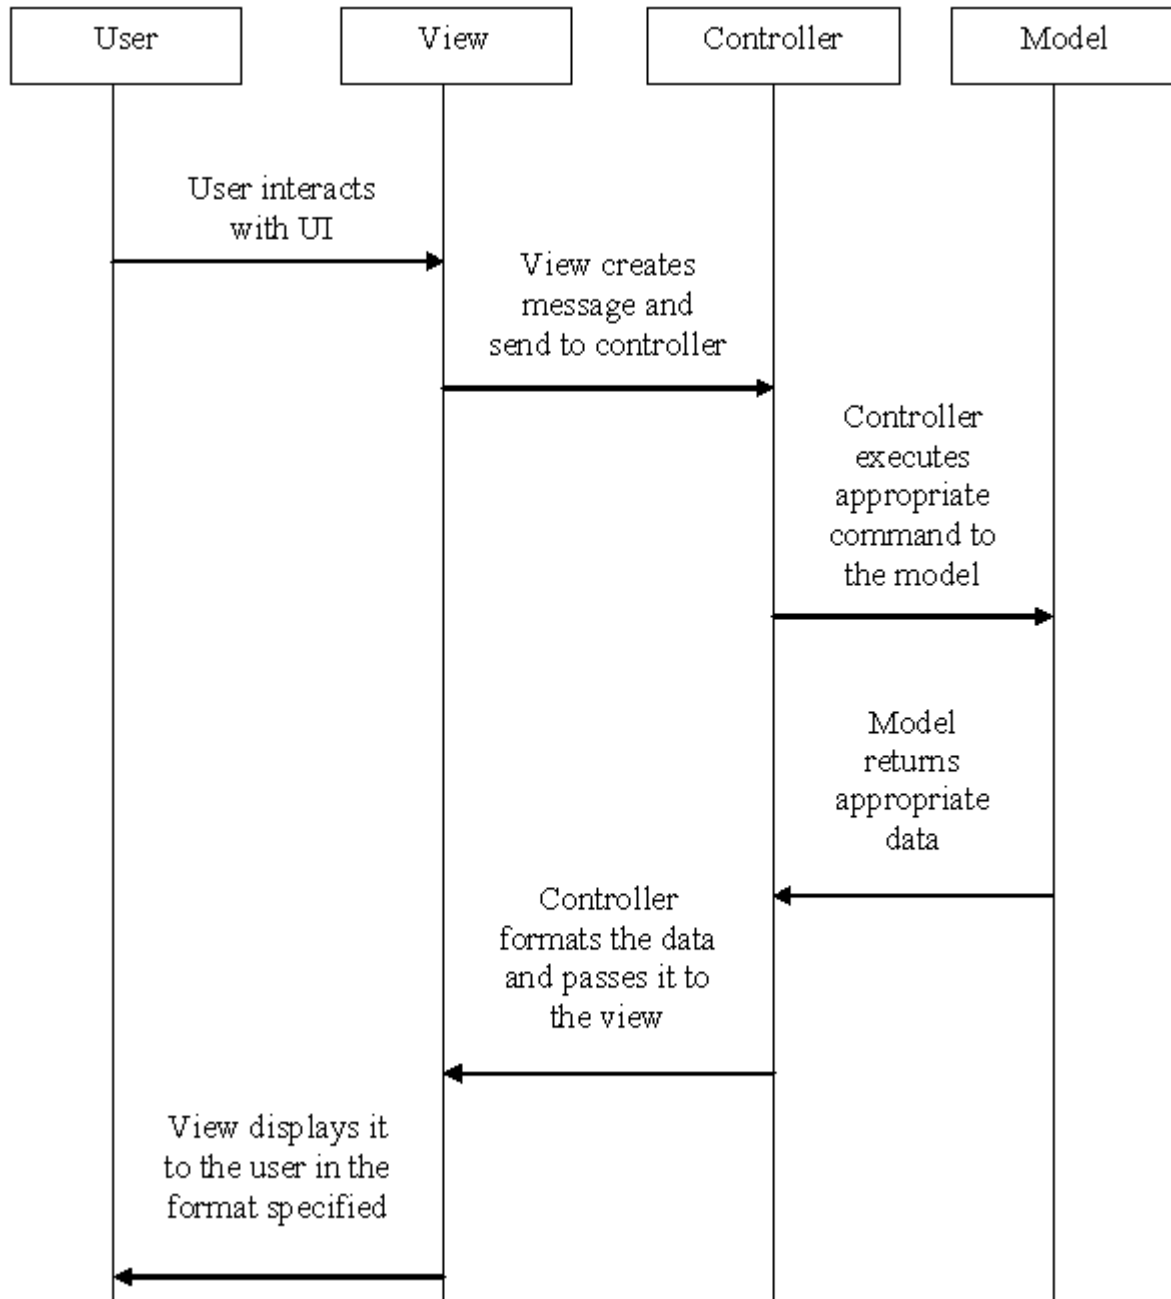 User
View
Controller
Model
User interacts
with UI
View creates
message and
send to controller
Controller
executes
appropriate
command to
the model
Model
returns
appropriate
data
Controller
formats the data
and passes it to
the view
View displays it
to the user in the
format specified